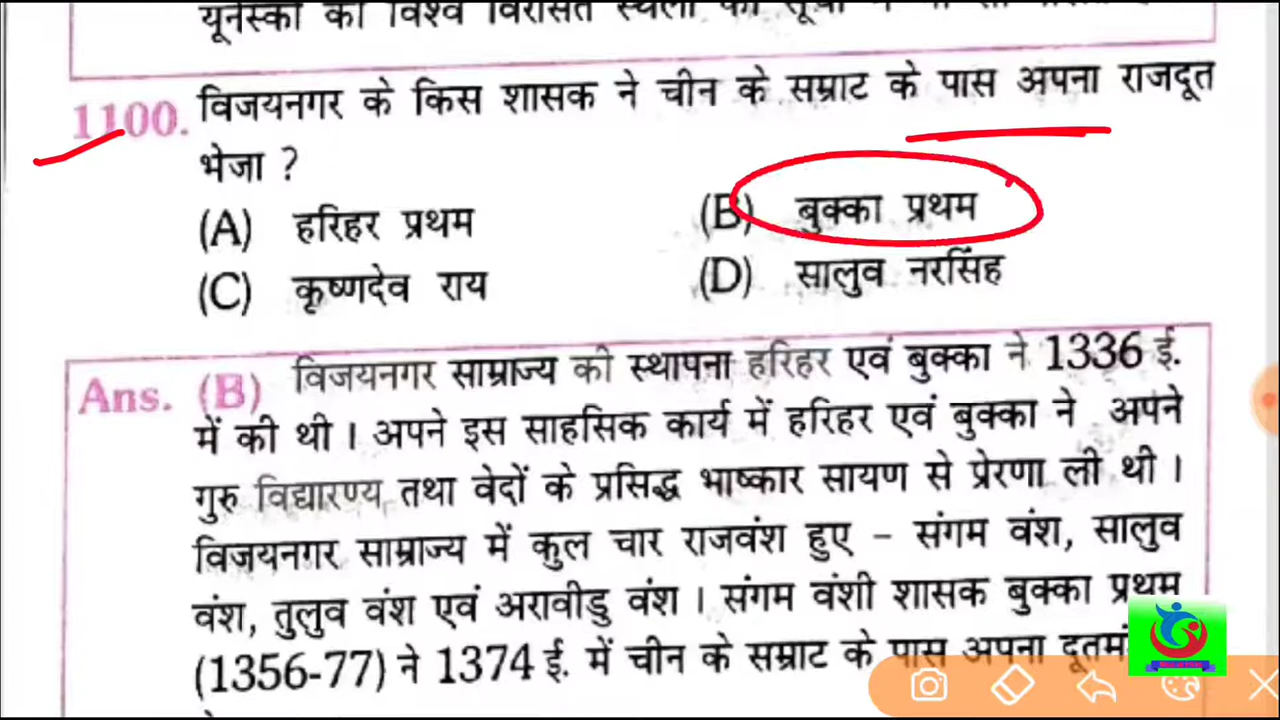 यूनेस्को की विश्व विरासत स्थलों की सूची
1100. विजयनगर के किस शासक ने चीन के सम्राट के पास अपना राजदूत
भेजा ?
(A) हरिहर प्रथम (B) बुक्का प्रथम
(C) कृष्णदेव राय (D) सालुव नरसिंह
Ans. (B) विजयनगर साम्राज्य की स्थापना हरिहर एवं बुक्का ने 1336 ई.
में की थी । अपने इस साहसिक कार्य में हरिहर एवं बुक्का ने अपने
गुरु विद्यारण्य तथा वेदों के प्रसिद्ध भाष्कार सायण से प्रेरणा ली थी ।
विजयनगर साम्राज्य में कुल चार राजवंश हुए – संगम वंश, सालुव
वंश, तुलुव वंश एवं अरावीडु वंश । संगम वंशी शासक बुक्का प्रथम
(1356-77) ने 1374 ई. में चीन के सम्राट के पास अपना